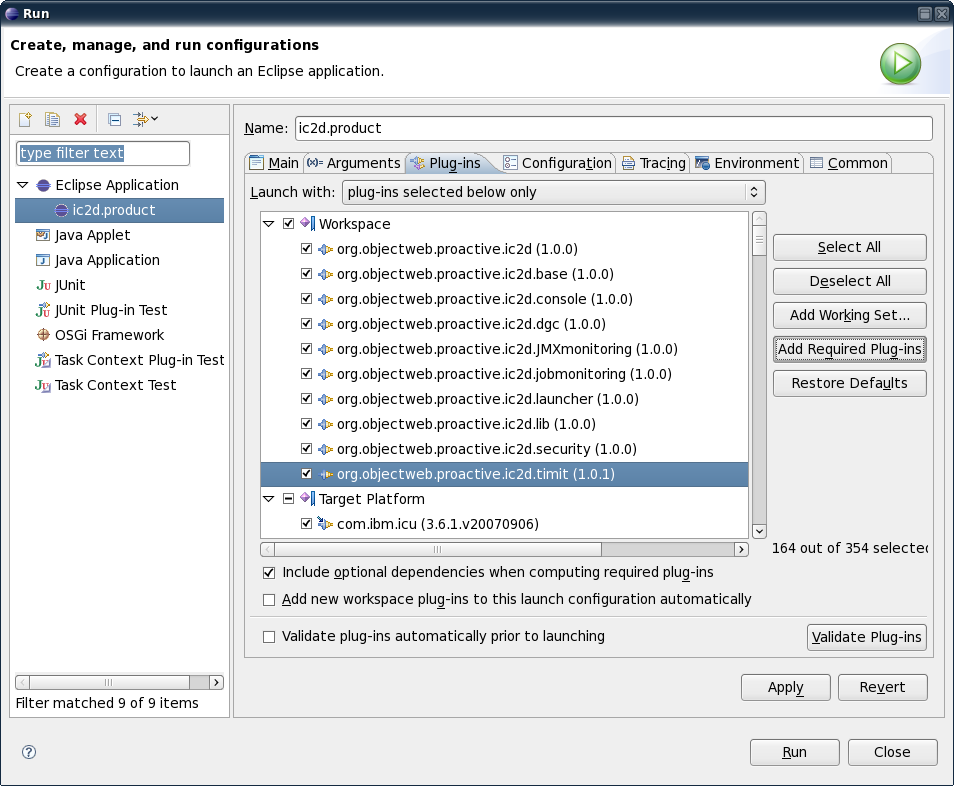 Run
Create, manage, and run configurations
Create a configuration to launch an Eclipse application.
type filter text
Eclipse Application
ic2d.product
Java Applet
Java Application
JUnit
JUnit Plug-in Test
OSGi Framework
Task Context Plug-in Test
Task Context Test
Filter matched 9 of 9 items
Name: ic2d.product
Main Arguments Plug-ins Configuration Tracing Environment Common
Launch with: plug-ins selected below only
Workspace
org.objectweb.proactive.ic2d (1.0.0)
org.objectweb.proactive.ic2d.base (1.0.0)
org.objectweb.proactive.ic2d.console (1.0.0)
org.objectweb.proactive.ic2d.dgc (1.0.0)
org.objectweb.proactive.ic2d.JMXmonitoring (1.0.0)
org.objectweb.proactive.ic2d.jobmonitoring (1.0.0)
org.objectweb.proactive.ic2d.launcher (1.0.0)
org.objectweb.proactive.ic2d.lib (1.0.0)
org.objectweb.proactive.ic2d.security (1.0.0)
org.objectweb.proactive.ic2d.timit (1.0.1)
Target Platform
com.ibm.icu (3.6.1.v20070906)
Select All
Deselect All
Add Working Set...
Add Required Plug-ins
Restore Defaults
164 out of 354 selected
Include optional dependencies when computing required plug-ins
Add new workspace plug-ins to this launch configuration automatically
Validate plug-ins automatically prior to launching
Validate Plug-ins
Apply
Revert
Run
Close